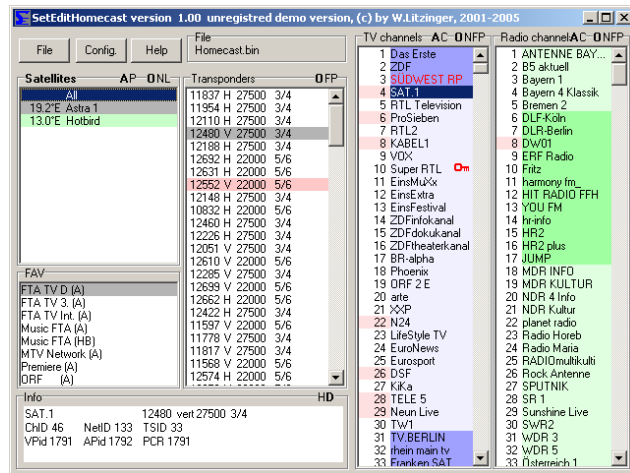 SetEditHomecast version 1.00 unregistred demo version, (c) by W.Litzinger, 2001-2005
File Config. Help
File
Homecast.bin
Satellites AP ONL
All
19.2°E Astra 1
13.0°E Hotbird
FAV
FTA TV D (A)
FTA TV 3. (A)
FTA TV Int. (A)
Music FTA (A)
Music FTA (HB)
MTV Network (A)
Premiere (A)
ORF (A)
Transponders OFP
11837 H 27500 3/4
11954 H 27500 3/4
12110 H 27500 3/4
12480 V 27500 3/4
12188 H 27500 3/4
12692 H 22000 5/6
12631 H 22000 5/6
12552 V 22000 5/6
12148 H 27500 3/4
10832 H 22000 5/6
12460 H 27500 3/4
12226 H 27500 3/4
12051 V 27500 3/4
12610 V 22000 5/6
12285 V 27500 3/4
12699 V 22000 5/6
12662 H 22000 5/6
12422 H 27500 3/4
11597 V 22000 5/6
11778 V 27500 3/4
11817 V 27500 3/4
11568 V 22000 5/6
12574 H 22000 5/6
Info HD
SAT.1 12480 vert 27500 3/4
ChID 46 NetID 133 TSID 33
VPid 1791 APid 1792 PCR 1791
TV channels AC ONFP
1 Das Erste
2 ZDF
3 SÜDWEST RP
4 SAT.1
5 RTL Television
6 ProSieben
7 RTL2
8 KABEL1
9 VOX
10 Super RTL
11 EinsMuXx
12 EinsExtra
13 EinsFestival
14 ZDFinfokanal
15 ZDFdokukanal
16 ZDFtheaterkanal
17 BR-alpha
18 Phoenix
19 ORF 2 E
20 arte
21 XXP
22 N24
23 LifeStyle TV
24 EuroNews
25 Eurosport
26 DSF
27 KiKa
28 TELE 5
29 Neun Live
30 TW1
31 TV.BERLIN
32 rhein main tv
33 Franken SAT
Radio channel AC ONFP
1 ANTENNE BAY...
2 B5 aktuell
3 Bayern 1
4 Bayern 4 Klassik
5 Bremen 2
6 DLF-Köln
7 DLR-Berlin
8 DW01
9 ERF Radio
10 Fritz
11 harmony fm_
12 HIT RADIO FFH
13 YOU FM
14 hr-info
15 HR2
16 HR2 plus
17 JUMP
18 MDR INFO
19 MDR KULTUR
20 NDR 4 Info
21 NDR Kultur
22 planet radio
23 Radio Horeb
24 Radio Maria
25 RADIOmultikulti
26 Rock Antenne
27 SPUTNIK
28 SR 1
29 Sunshine Live
30 SWR2
31 WDR 3
32 WDR 5
33 Österreich 1